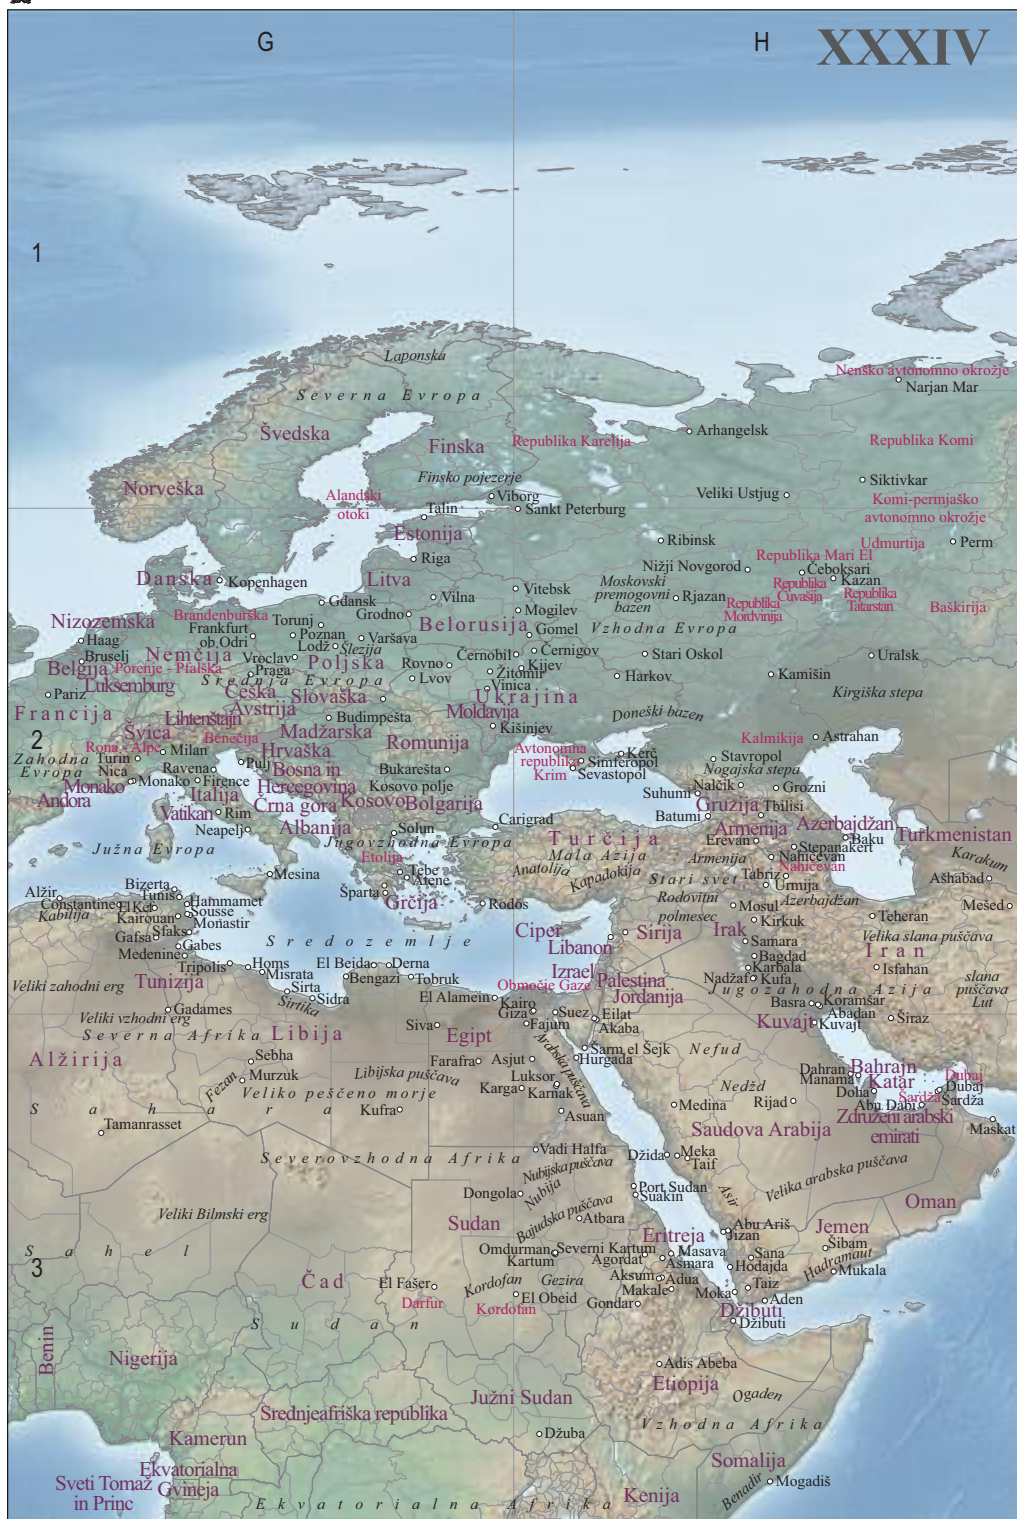 G
H
XXXIV
1
Laponska
Nensko avtonomno okrožje
Narjan Mar
Severna Evropa
Švedska
Finska
Republika Karelija
Arhangelsk
Republika Komi
Norveška
Finsko pojezerje
Siktivkar
Alandski
otoki
Viborg
Veliki Ustjug
Komi-permjaško
avtonomno okrožje
Talin
Sankt Peterburg
Estonija
Ribinsk
Udmurtija
Perm
Riga
Republika Mari El
Danska
Kopenhagen
Litva
Nižji Novgorod
Čeboksari
Kazan
Vitebsk
Moskovski
premogovni
bazen
Republika
Čuvašija
Republika
Tatarstan
Gdansk
Vilna
Rjazan
Republika
Mordvinija
Baškirija
Nizozemska
Brandenburška
Torunj
Grodno
Mogilev
Belorusija
Vzhodna Evropa
Haag
Frankfurt
ob Odri
Poznan
Varšava
Gomel
Bruselj
Nemčija
Lodž
Šlezija
Černigov
Stari Oskol
Uralsk
Belgija
Porenje - Pfalška
Vroclav
Poljska
Rovno
Černobil
Kijev
Luksemburg
Praga
Srednja Evropa
Lvov
Žitomir
Harkov
Kamišin
Pariz
Češka
Slovaška
Vinica
Ukrajina
Kirgiška stepa
Francija
Lihtenštajn
Avstrija
Budimpešta
Moldavija
Doneški bazen
Švica
Benečija
Madžarska
Kišinjev
2
Rona - Alpe
Milan
Hrvaška
Romunija
Avtonomna
republika
Krim
Kerč
Kalmikija
Astrahan
Zahodna
Evropa
Turin
Nica
Ravena
Pulj
Bosna in
Hercegovina
Bukarešta
Simferopol
Sevastopol
Stavropol
Nogajska stepa
Monako
Monako
Firence
Kosovo polje
Nalčik
Grozni
Andora
Italija
Črna gora
Kosovo
Bolgarija
Suhumi
Gruzija
Tbilisi
Vatikan
Rim
Batumi
Neapelj
Albanija
Solun
Carigrad
Armenija
Azerbajdžan
Turkmenistan
Južna Evropa
Jugovzhodna Evropa
Turčija
Erevan
Baku
Stepanakert
Etolija
Mala Azija
Armenija
Nahičevan
Nahičevan
Karakum
Mesina
Tebe
Atene
Anatolija
Kapadokija
Stari svet
Tabriz
Urmija
Ašhabad
Bizerta
Šparta
Rodovitni
polmesec
Azerbajdžan
Alžir
Tunis
Grčija
Rodos
Mosul
Mešed
Constantine
El Kef
Hammamet
Kabilija
Kairouan
Sousse
Monastir
Kirkuk
Teheran
Sfaks
Ciper
Sirija
Irak
Velika slana puščava
Gafsa
Gabes
Sredozemlje
Libanon
Samara
Iran
Medenine
Bagdad
Tripolis
Homs
El Beida
Derna
Izrael
Karbala
Isfahan
Veliki zahodni erg
Tunizija
Misrata
Bengazi
Tobruk
Območje Gaze
Palestina
Nadžaf
Kufa
slana
puščava
Lut
Sirta
Jordanija
Jugozahodna Azija
Gadames
Sirtika
Sidra
El Alamein
Kairo
Basra
Koramšar
Veliki vzhodni erg
Giza
Suez
Eilat
Abadan
Severna Afrika
Libija
Siva
Egipt
Fajum
Akaba
Kuvajt
Kuvajt
Širaz
Alžirija
Sebha
Farafra
Asjut
Arabska puščava
Šarm el Šejk
Nefud
Hurgada
Fezan
Murzuk
Libijska puščava
Luksor
Dahran
Bahrajn
Dubaj
Veliko peščeno morje
Karga
Karnak
Nedžd
Manama
Katar
Dubaj
Sahara
Kufra
Medina
Rijad
Doha
Šardža
Šardža
Tamanrasset
Asuan
Abu Dabi
Saudova Arabija
Združeni arabski
emirati
Maskat
Severovzhodna Afrika
Vadi Halfa
Džida
Meka
Taif
Nubijska puščava
Velika arabska puščava
Dongola
Nubija
Port Sudan
Suakin
Asir
Oman
Veliki Bilmski erg
Sudan
Bajudska puščava
Atbara
Abu Ariš
Jemen
Eritreja
Jizan
Sahel
Omdurman
Severni Kartum
Masava
Sana
Šibam
3
Kartum
Agordat
Asmara
Hodajda
Hadramaut
Čad
El Fašer
Kordofan
Gezira
Aksum
Adua
Mukala
Darfur
Kordofan
El Obeid
Makale
Moka
Taiz
Gondar
Aden
Džibuti
Sudan
Džibuti
Benin
Nigerija
Adis Abeba
Južni Sudan
Etiopija
Ogaden
Srednjeafriška republika
Vzhodna Afrika
Kamerun
Džuba
Somalija
Ekvatorialna
Gvineja
Mogadiš
Sveti Tomaž
in Princ
Kenija
Benadir
Ekvatorialna Afrika